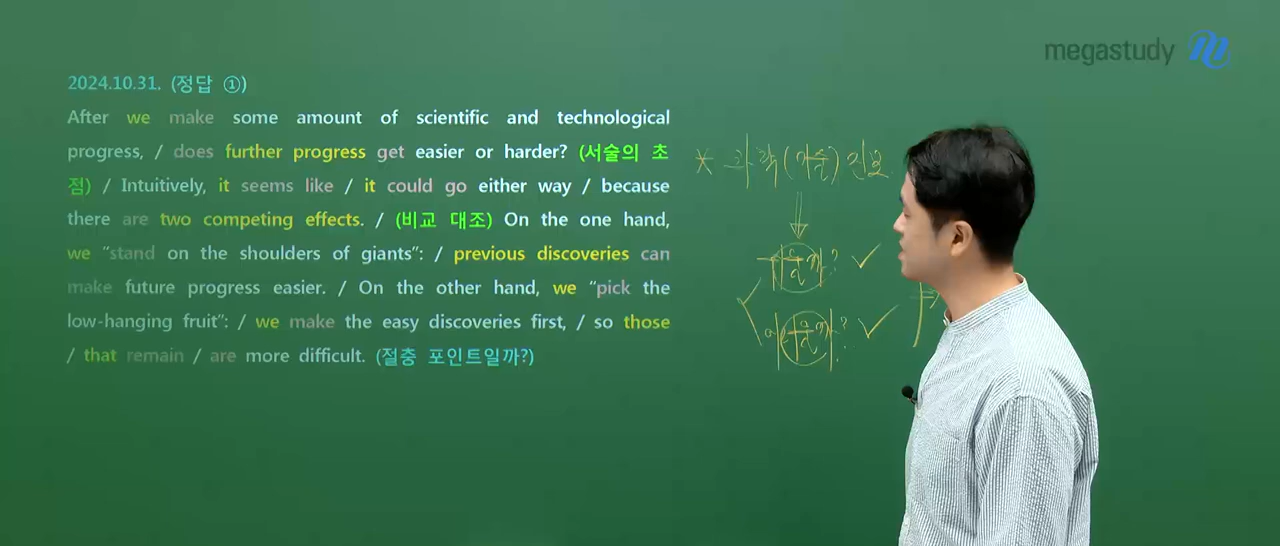 megastudy
2024.10.31. (정답 ①)
After we make some amount of scientific and technological
progress, / does further progress get easier or harder? (서술의 초
점) / Intuitively, it seems like / it could go either way / because
there are two competing effects. / (비교 대조) On the one hand,
we “stand on the shoulders of giants”: / previous discoveries can
make future progress easier. / On the other hand, we “pick the
low-hanging fruit”: / we make the easy discoveries first, / so those
/ that remain / are more difficult. (절충 포인트일까?)